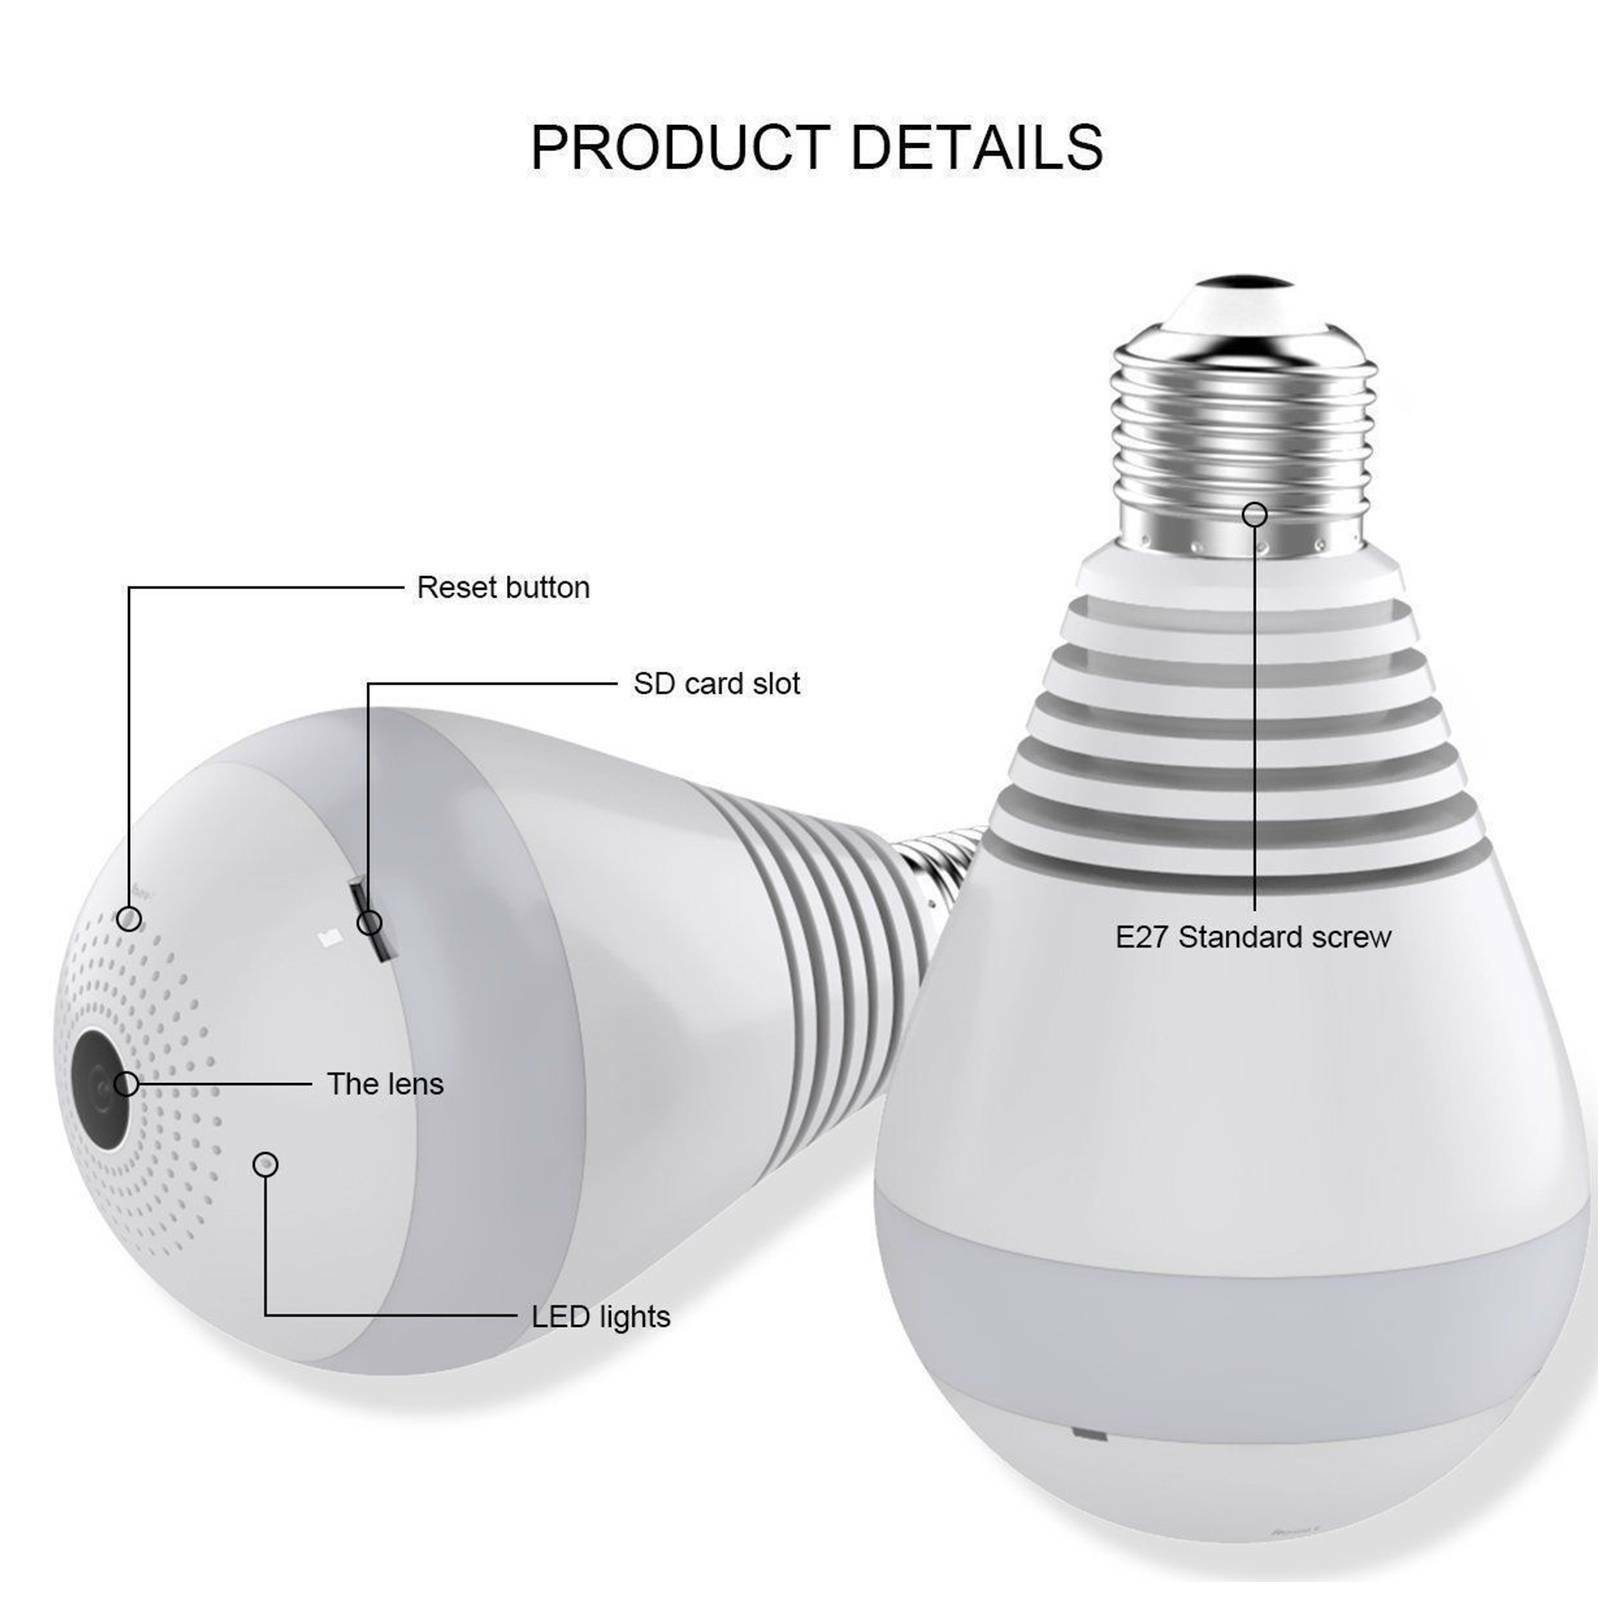 PRODUCT DETAILS
Reset button
SD card slot
E27 Standard screw
The lens
LED lights